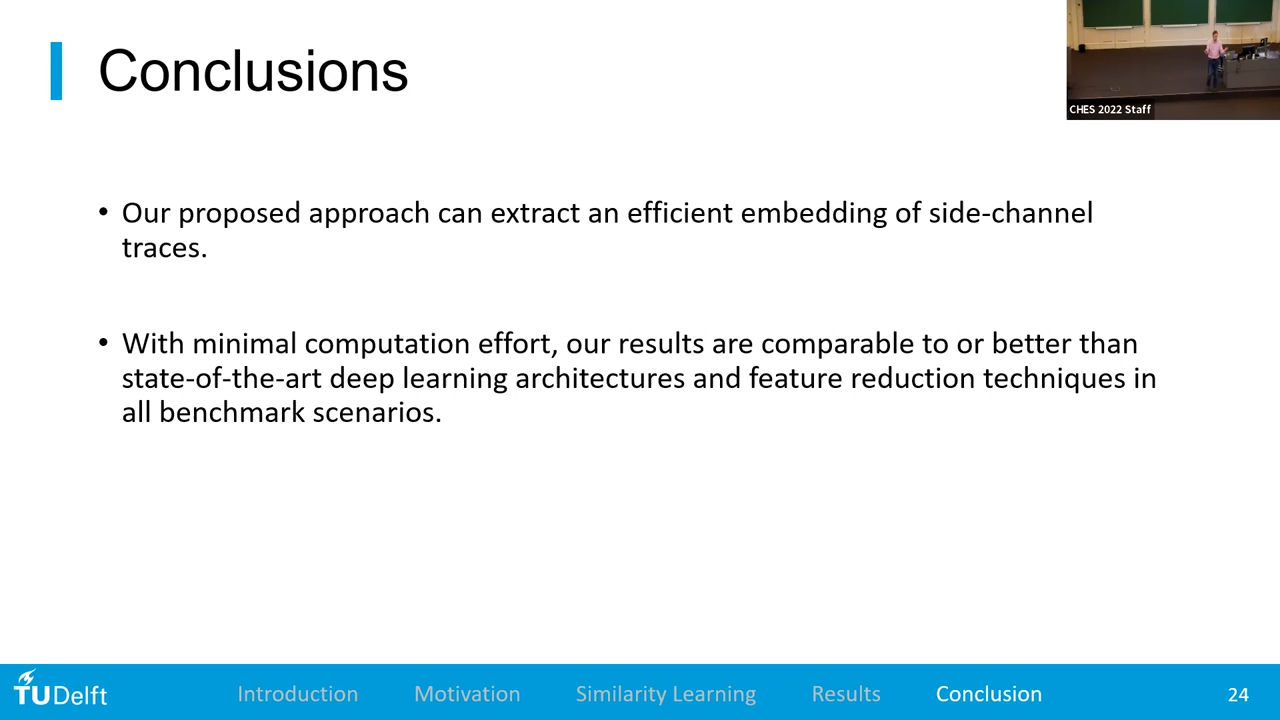 Conclusions
CHES 2022 Staff
• Our proposed approach can extract an efficient embedding of side-channel
traces.
• With minimal computation effort, our results are comparable to or better than
state-of-the-art deep learning architectures and feature reduction techniques in
all benchmark scenarios.
TUDelft
Introduction
Motivation
Similarity Learning
Results
Conclusion
24